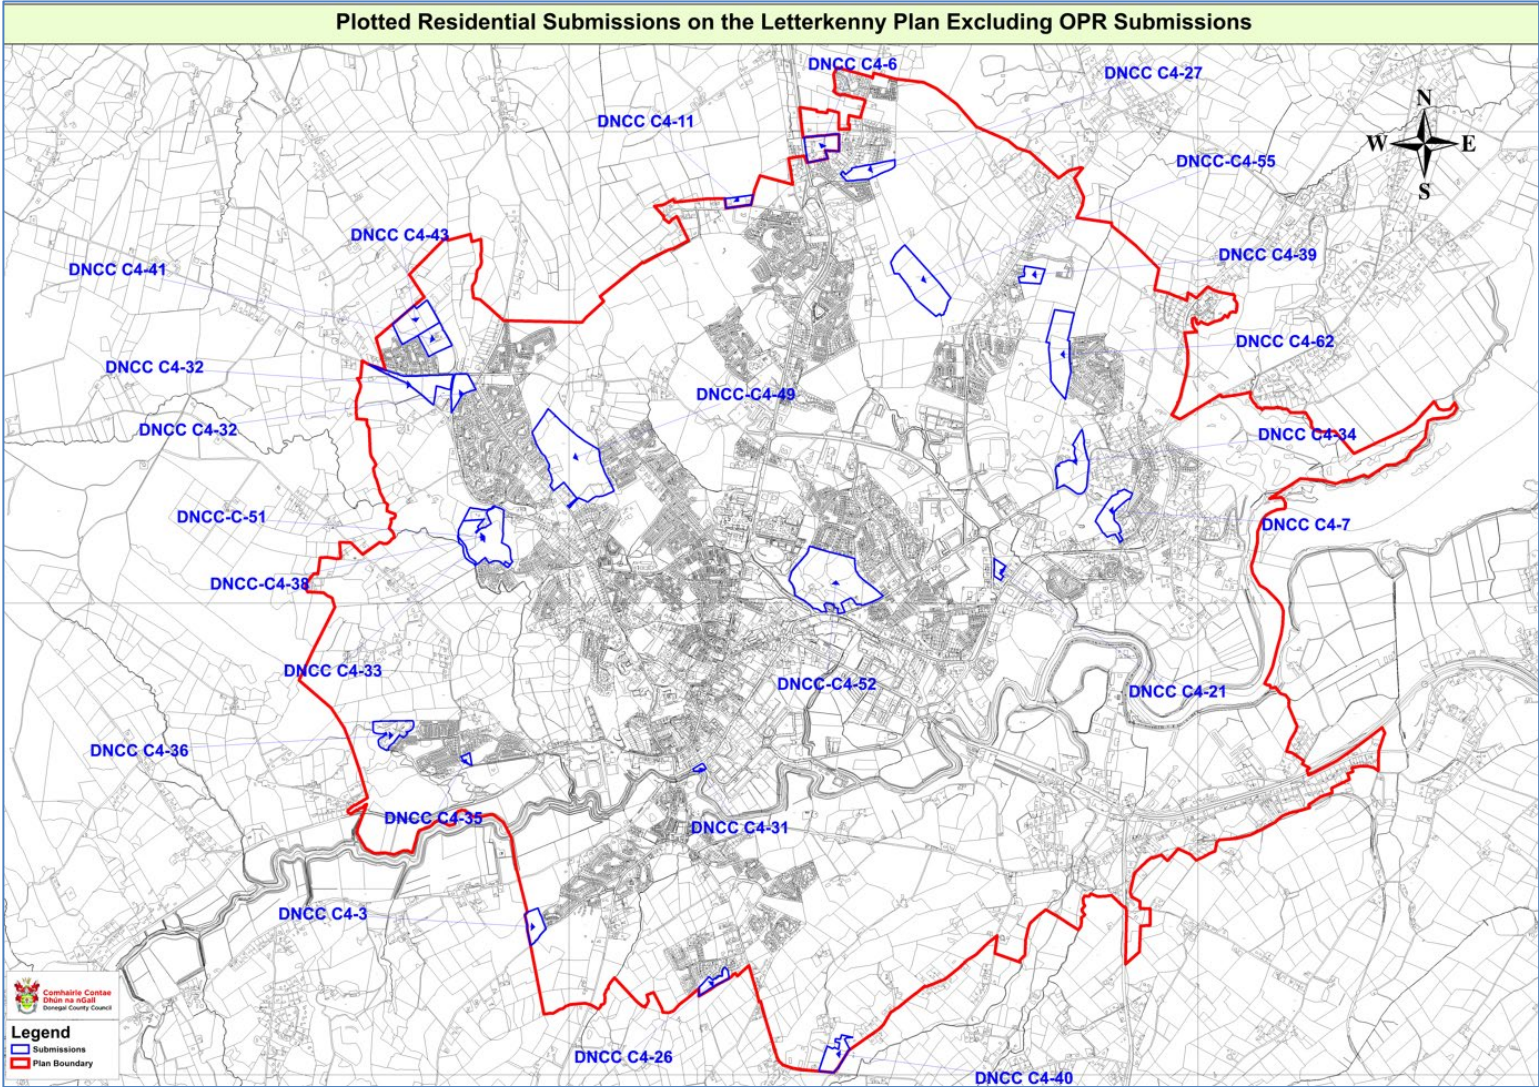 Plotted Residential Submissions on the Letterkenny Plan Excluding OPR Submissions
DNCC C4-6
DNCC C4-27
N
DNCC C4-11
W
E
DNCC-C4-55
S
DNCC C4-43
DNCC C4-39
DNCC C4-41
DNCC C4-62
DNCC C4-32
DNCC-C4-49
DNCC C4-32
DNCC C4-34
DNCC-C-51
DNCC C4-7
DNCC-C4-38
DNCC C4-33
DNCC-C4-52
DNCC C4-21
DNCC C4-36
DNCC C4-35
DNCC C4-31
DNCC C4-3
Comhairle Contae
Dhún na nGall
Donegal County Council
Legend
Submissions
Plan Boundary
DNCC C4-26
DNCC C4-40